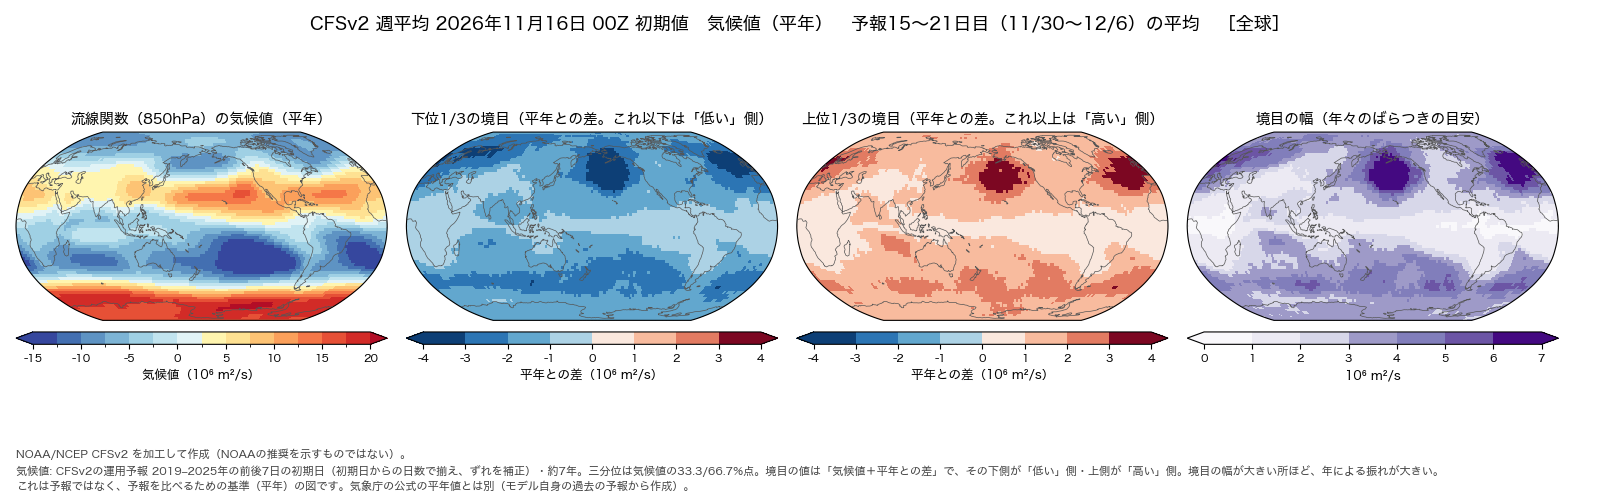 CFSv2 週平均 2026年11月16日 00Z 初期値　気候値（平年）　予報15～21日目（11/30～12/6）の平均　［全球］
流線関数（850hPa）の気候値（平年）
下位1/3の境目（平年との差。これ以下は「低い」側）
上位1/3の境目（平年との差。これ以上は「高い」側）
境目の幅（年々のばらつきの目安）
-15 -10 -5 0 5 10 15 20
-4 -3 -2 -1 0 1 2 3 4
-4 -3 -2 -1 0 1 2 3 4
0 1 2 3 4 5 6 7
気候値（10⁶ m²/s）
平年との差（10⁶ m²/s）
平年との差（10⁶ m²/s）
10⁶ m²/s
NOAA/NCEP CFSv2 を加工して作成（NOAAの推奨を示すものではない）。
気候値: CFSv2の運用予報 2019–2025年の前後7日の初期日（初期日からの日数で揃え、ずれを補正）・約7年。三分位は気候値の33.3/66.7%点。境目の値は「気候値＋平年との差」で、その下側が「低い」側・上側が「高い」側。境目の幅が大きい所ほど、年による振れが大きい。
これは予報ではなく、予報を比べるための基準（平年）の図です。気象庁の公式の平年値とは別（モデル自身の過去の予報から作成）。